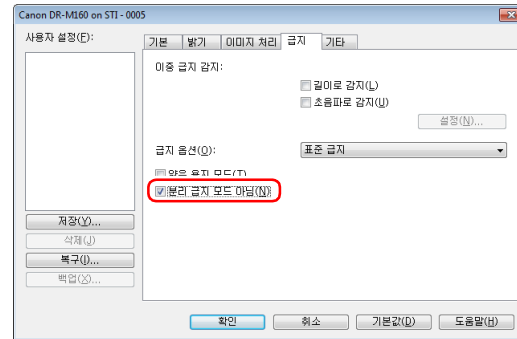 Canon DR-M160 on STI - 0005
사용자 설정(F):
기본 밝기 이미지 처리 급지 기타
이중 급지 감지:
길이로 감지(L)
초음파로 감지(U)
설정(N)...
급지 옵션(O):
표준 급지
얇은 용지 모드(T)
분리 급지 모드 아님(N)
저장(Y)...
삭제(J)
복구(I)...
백업(X)...
확인 취소 기본값(D) 도움말(H)